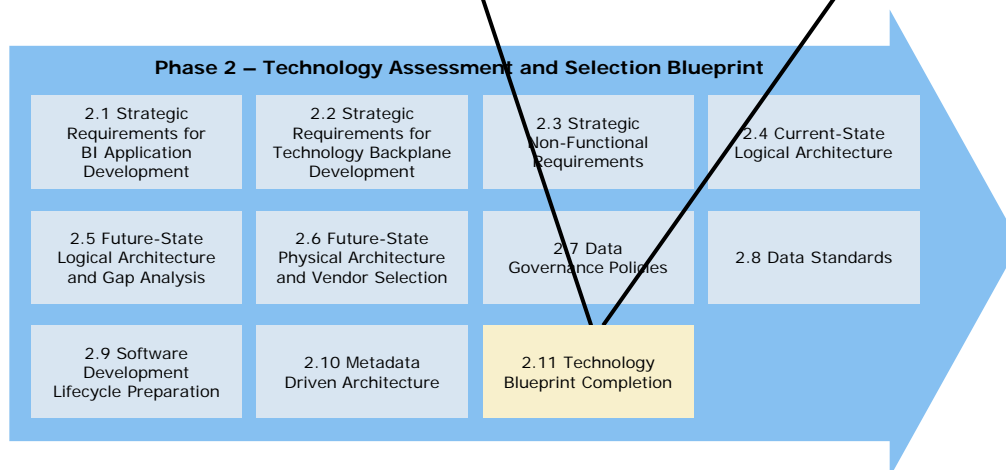 Phase 2 – Technology Assessment and Selection Blueprint
2.1 Strategic
Requirements for
BI Application
Development
2.2 Strategic
Requirements for
Technology Backplane
Development
2.3 Strategic
Non-Functional
Requirements
2.4 Current-State
Logical Architecture
2.5 Future-State
Logical Architecture
and Gap Analysis
2.6 Future-State
Physical Architecture
and Vendor Selection
2.7 Data
Governance Policies
2.8 Data Standards
2.9 Software
Development
Lifecycle Preparation
2.10 Metadata
Driven Architecture
2.11 Technology
Blueprint Completion